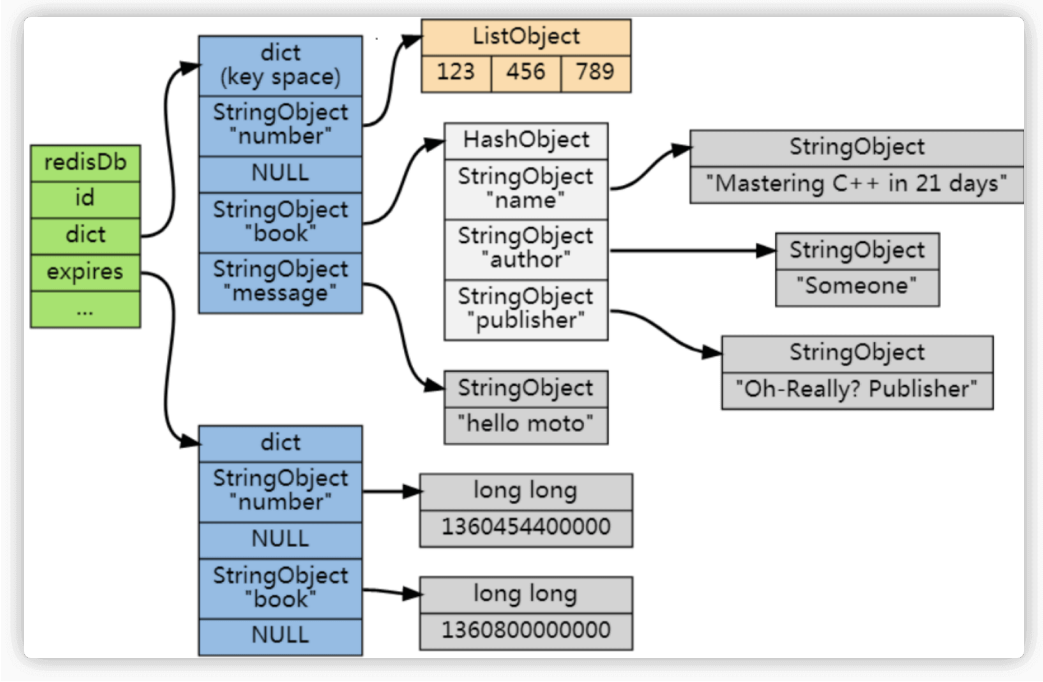 redisDb
id
dict
expires
...
dict
(key space)
StringObject
"number"
NULL
StringObject
"book"
StringObject
"message"
ListObject
123 456 789
HashObject
StringObject
"name"
StringObject
"author"
StringObject
"publisher"
StringObject
"Mastering C++ in 21 days"
StringObject
"Someone"
StringObject
"Oh-Really? Publisher"
StringObject
"hello moto"
dict
StringObject
"number"
NULL
StringObject
"book"
NULL
long long
1360454400000
long long
1360800000000